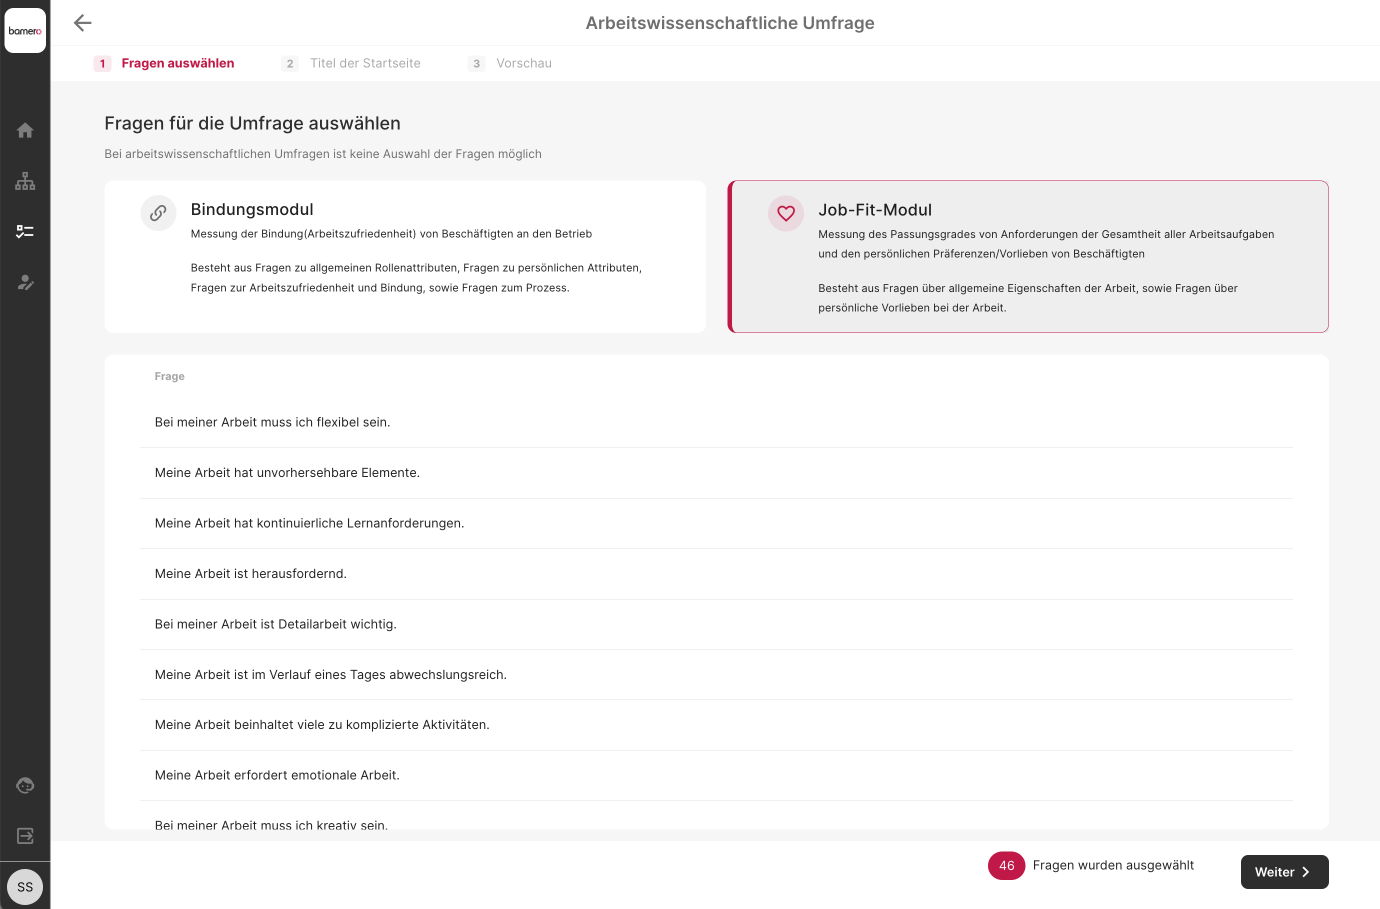 bamero
Arbeitswissenschaftliche Umfrage
1 Fragen auswählen 2 Titel der Startseite 3 Vorschau
Fragen für die Umfrage auswählen
Bei arbeitswissenschaftlichen Umfragen ist keine Auswahl der Fragen möglich
Bindungsmodul
Messung der Bindung(Arbeitszufriedenheit) von Beschäftigten an den Betrieb
Besteht aus Fragen zu allgemeinen Rollenattributen, Fragen zu persönlichen Attributen,
Fragen zur Arbeitszufriedenheit und Bindung, sowie Fragen zum Prozess.
Job-Fit-Modul
Messung des Passungsgrades von Anforderungen der Gesamtheit aller Arbeitsaufgaben
und den persönlichen Präferenzen/Vorlieben von Beschäftigten
Besteht aus Fragen über allgemeine Eigenschaften der Arbeit, sowie Fragen über
persönliche Vorlieben bei der Arbeit.
Frage
Bei meiner Arbeit muss ich flexibel sein.
Meine Arbeit hat unvorhersehbare Elemente.
Meine Arbeit hat kontinuierliche Lernanforderungen.
Meine Arbeit ist herausfordernd.
Bei meiner Arbeit ist Detailarbeit wichtig.
Meine Arbeit ist im Verlauf eines Tages abwechslungsreich.
Meine Arbeit beinhaltet viele zu komplizierte Aktivitäten.
Meine Arbeit erfordert emotionale Arbeit.
Bei meiner Arbeit muss ich kreativ sein.
46 Fragen wurden ausgewählt
Weiter
SS